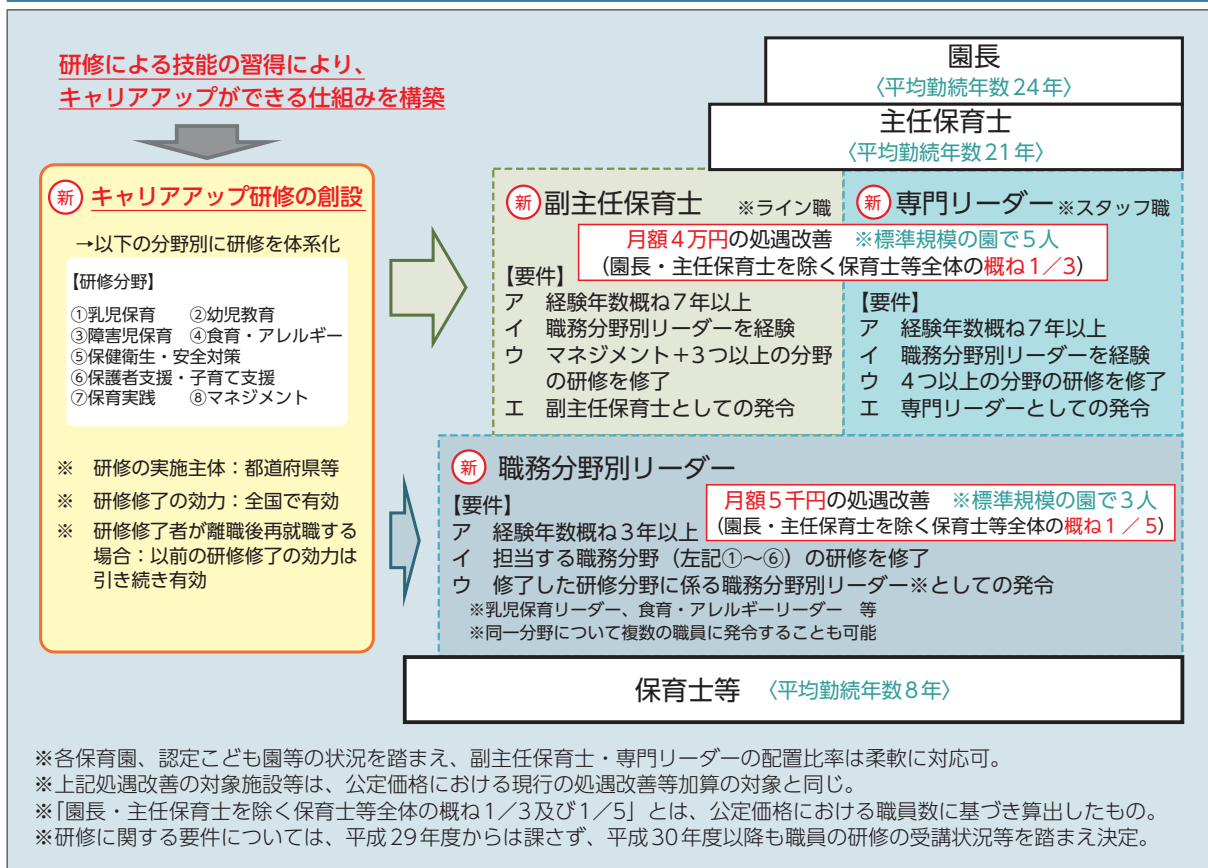 研修による技能の習得により、
キャリアアップができる仕組みを構築
園長
〈平均勤続年数24年〉
主任保育士
〈平均勤続年数21年〉
新 キャリアアップ研修の創設
→以下の分野別に研修を体系化
【研修分野】
①乳児保育 ②幼児教育
③障害児保育 ④食育・アレルギー
⑤保健衛生・安全対策
⑥保護者支援・子育て支援
⑦保育実践 ⑧マネジメント
※ 研修の実施主体：都道府県等
※ 研修修了の効力：全国で有効
※ 研修修了者が離職後再就職する
場合：以前の研修修了の効力は
引き続き有効
新 副主任保育士 ※ライン職
新 専門リーダー ※スタッフ職
月額4万円の処遇改善 ※標準規模の園で5人
（園長・主任保育士を除く保育士等全体の概ね1／3）
【要件】
ア 経験年数概ね7年以上
イ 職務分野別リーダーを経験
ウ マネジメント＋3つ以上の分野
の研修を修了
エ 副主任保育士としての発令
【要件】
ア 経験年数概ね7年以上
イ 職務分野別リーダーを経験
ウ 4つ以上の分野の研修を修了
エ 専門リーダーとしての発令
新 職務分野別リーダー
月額5千円の処遇改善 ※標準規模の園で3人
（園長・主任保育士を除く保育士等全体の概ね1／5）
【要件】
ア 経験年数概ね3年以上
イ 担当する職務分野（左記①～⑥）の研修を修了
ウ 修了した研修分野に係る職務分野別リーダー※としての発令
※乳児保育リーダー、食育・アレルギーリーダー 等
※同一分野について複数の職員に発令することも可能
保育士等 〈平均勤続年数8年〉
※各保育園、認定こども園等の状況を踏まえ、副主任保育士・専門リーダーの配置比率は柔軟に対応可。
※上記処遇改善の対象施設等は、公定価格における現行の処遇改善等加算の対象と同じ。
※「園長・主任保育士を除く保育士等全体の概ね1／3及び1／5」とは、公定価格における職員数に基づき算出したもの。
※研修に関する要件については、平成29年度からは課さず、平成30年度以降も職員の研修の受講状況等を踏まえ決定。